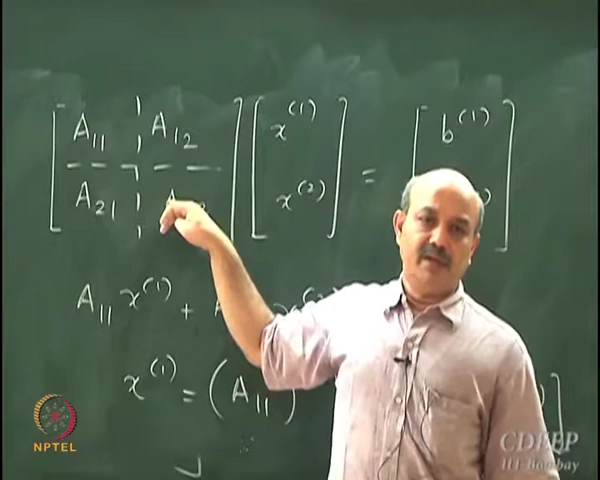 [ A₁₁ A₁₂ ] [ x⁽¹⁾ ] = [ b⁽¹⁾ ]
A₂₁ A x⁽²⁾
A₁₁ x⁽¹⁾ +
x⁽¹⁾ = (A₁₁)
NPTEL
CDEEP
IIT Bombay